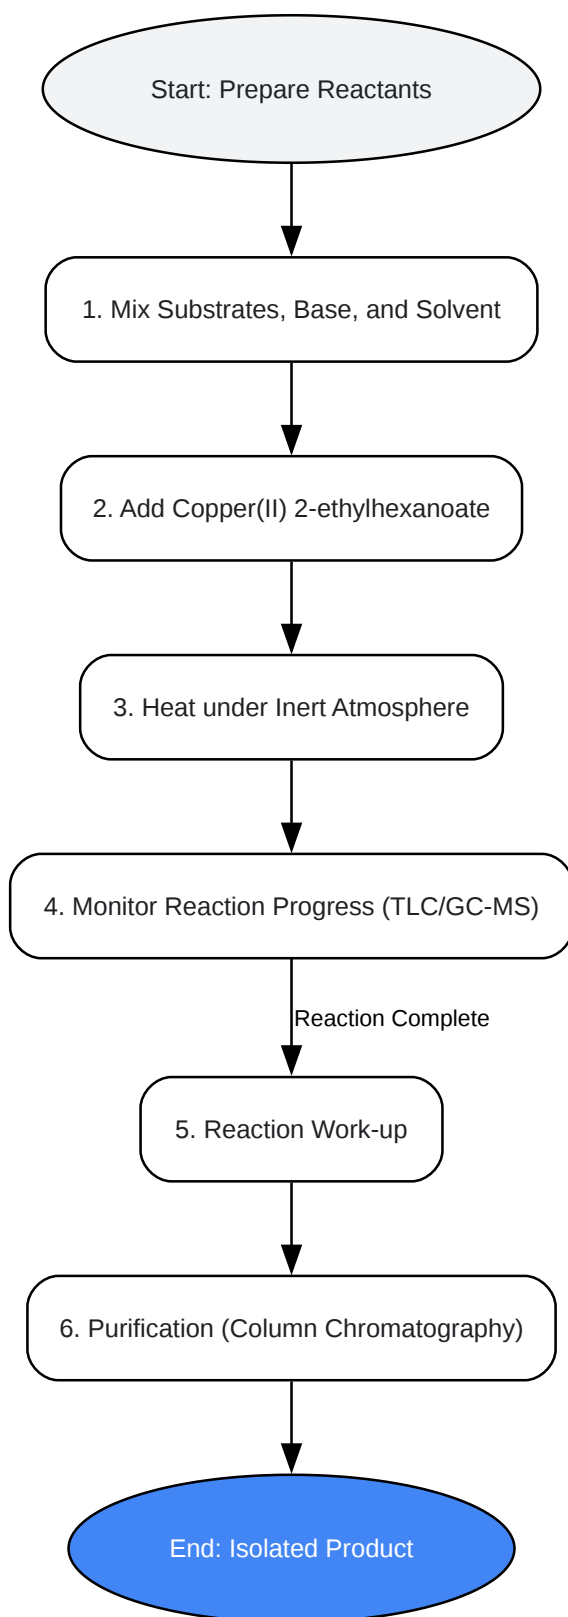 Start: Prepare Reactants
1. Mix Substrates, Base, and Solvent
2. Add Copper(II) 2-ethylhexanoate
3. Heat under Inert Atmosphere
4. Monitor Reaction Progress (TLC/GC-MS)
Reaction Complete
5. Reaction Work-up
6. Purification (Column Chromatography)
End: Isolated Product